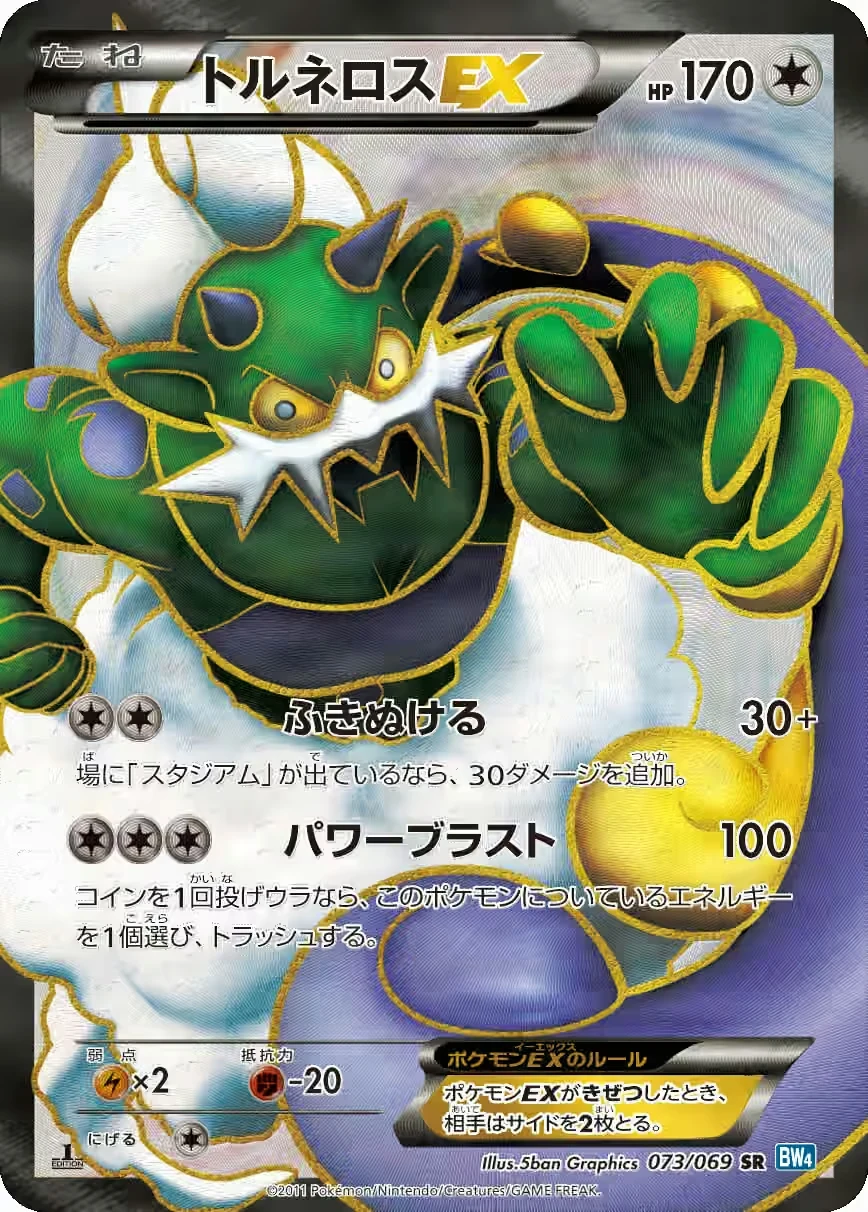 たね トルネロスEX HP 170
ふきぬける 30+
場に「スタジアム」が出ているなら、30ダメージを追加。
パワーブラスト 100
コインを1回投げウラなら、このポケモンについているエネルギー
を1個選び、トラッシュする。
弱点 抵抗力
×2 -20
にげる
ポケモンEXのルール
ポケモンEXがきぜつしたとき、
相手はサイドを2枚とる。
1 EDITION
Illus.5ban Graphics 073/069 SR BW4
©2011 Pokémon/Nintendo/Creatures/GAME FREAK.